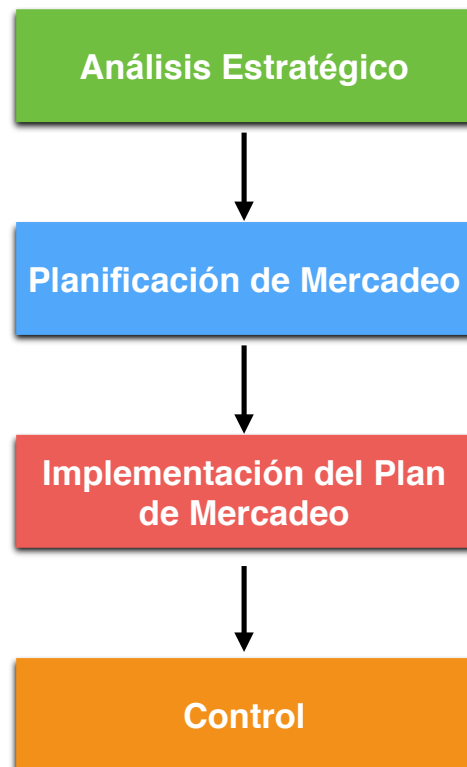 Análisis Estratégico
Planificación de Mercadeo
Implementación del Plan
de Mercadeo
Control